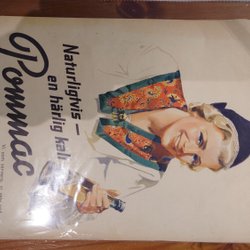 Naturligtvis —
en härlig kall
Pommac